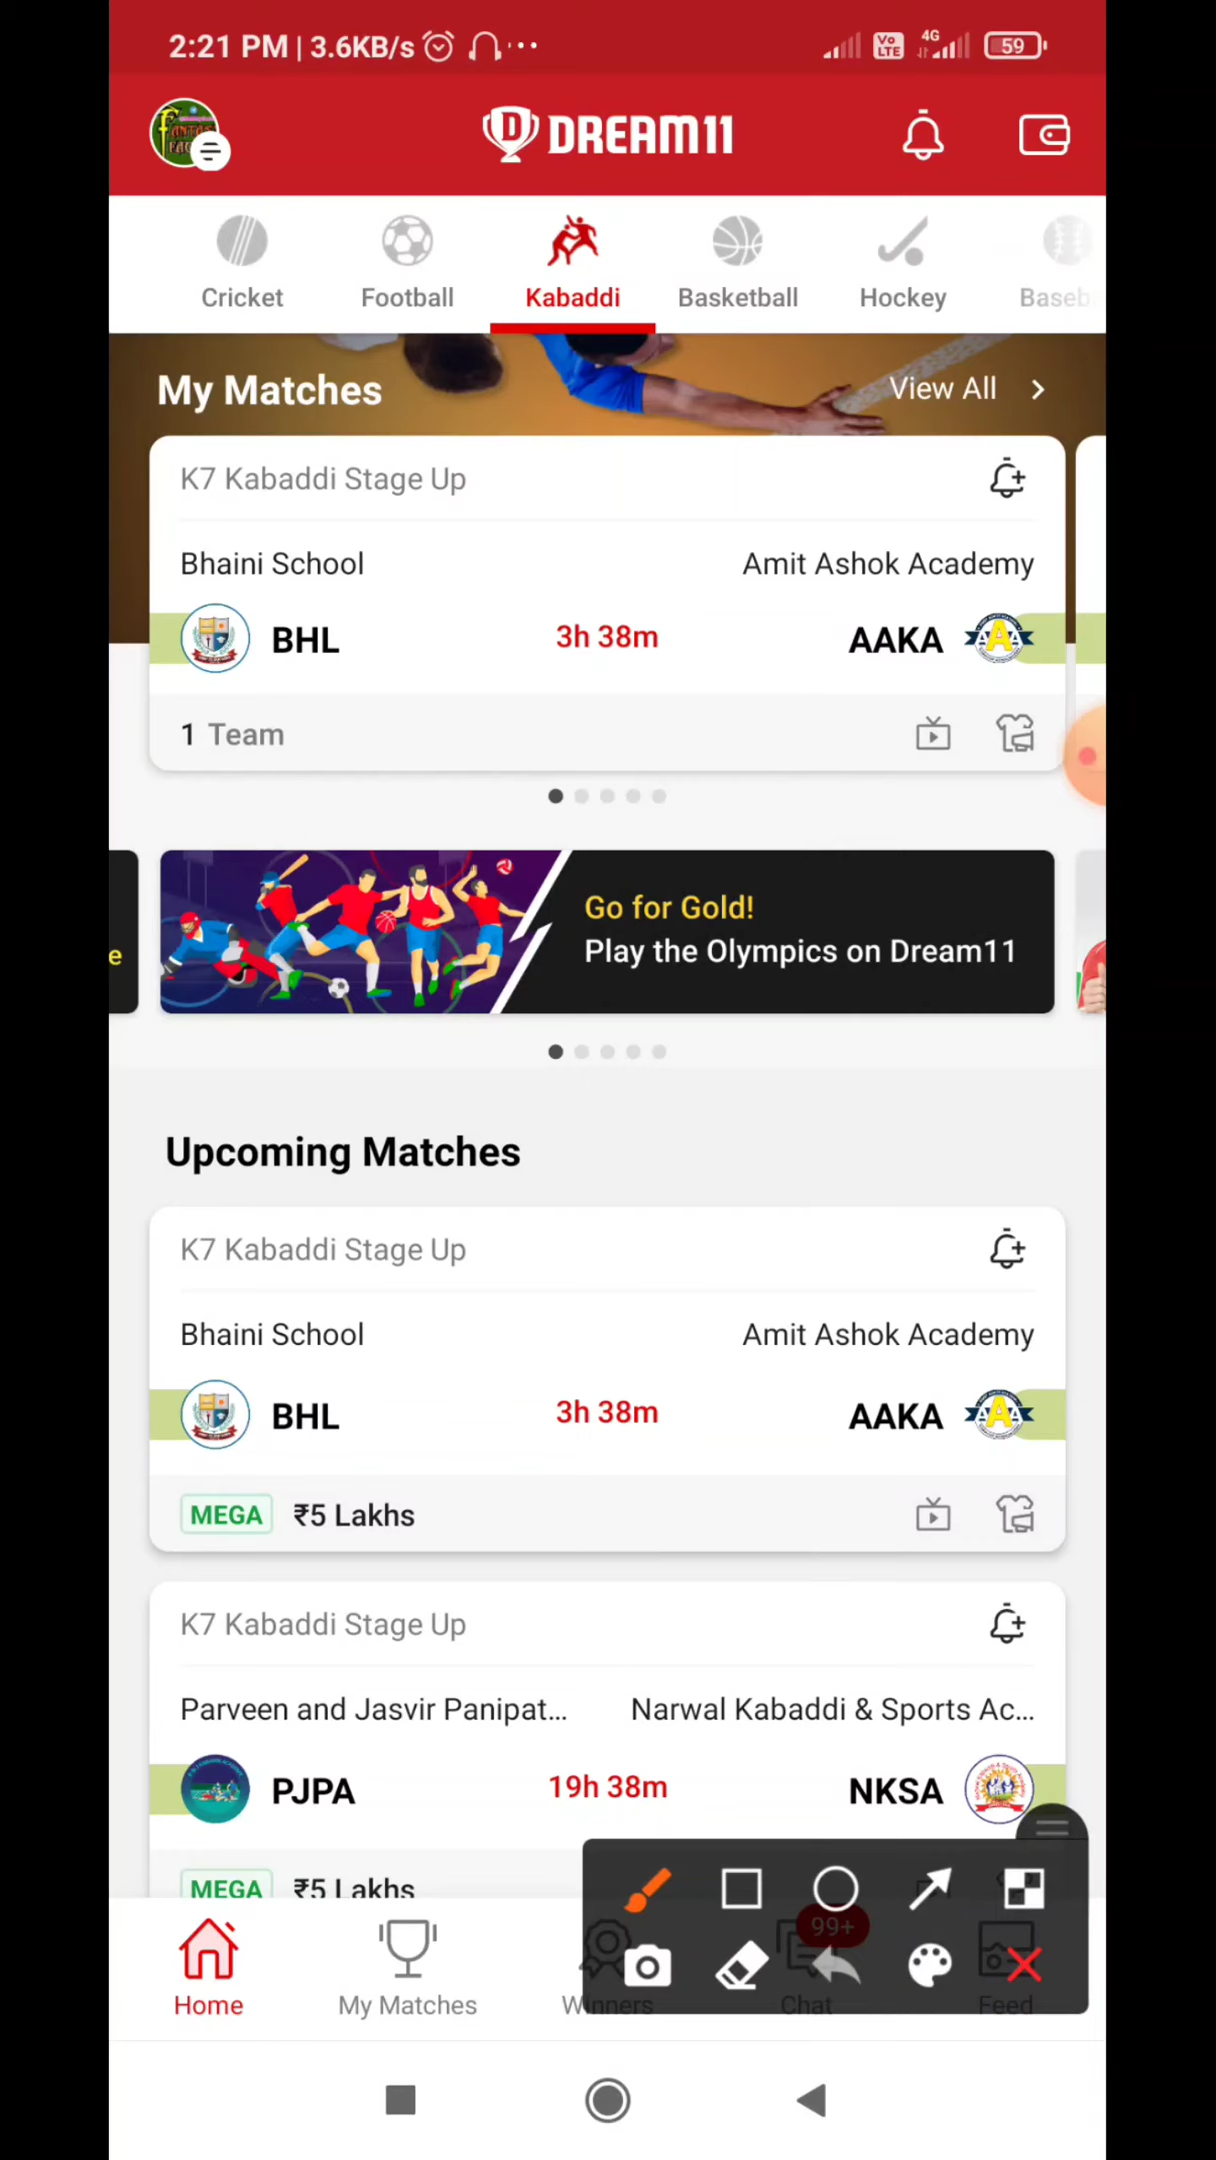 2:21 PM | 3.6KB/s ... Vo LTE 4G 59
DREAM11
Cricket Football Kabaddi Basketball Hockey Baseb
My Matches View All
K7 Kabaddi Stage Up
Bhaini School Amit Ashok Academy
BHL 3h 38m AAKA
1 Team
Go for Gold!
e Play the Olympics on Dream11
Upcoming Matches
K7 Kabaddi Stage Up
Bhaini School Amit Ashok Academy
BHL 3h 38m AAKA
MEGA ₹5 Lakhs
K7 Kabaddi Stage Up
Parveen and Jasvir Panipat... Narwal Kabaddi & Sports Ac...
PJPA 19h 38m NKSA
MEGA ₹5 Lakhs
99+
Home My Matches Winners Chat Feed